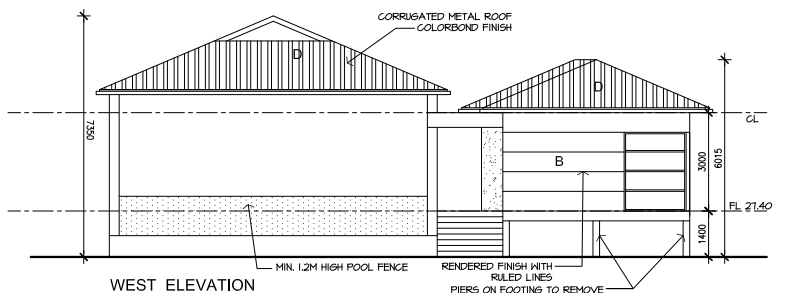 CORRUGATED METAL ROOF
COLORBOND FINISH
D
D
7350
CL
3000
6015
B
FL 27.40
1400
MIN. 1.2M HIGH POOL FENCE
RENDERED FINISH WITH
RULED LINES
PIERS ON FOOTING TO REMOVE
WEST ELEVATION